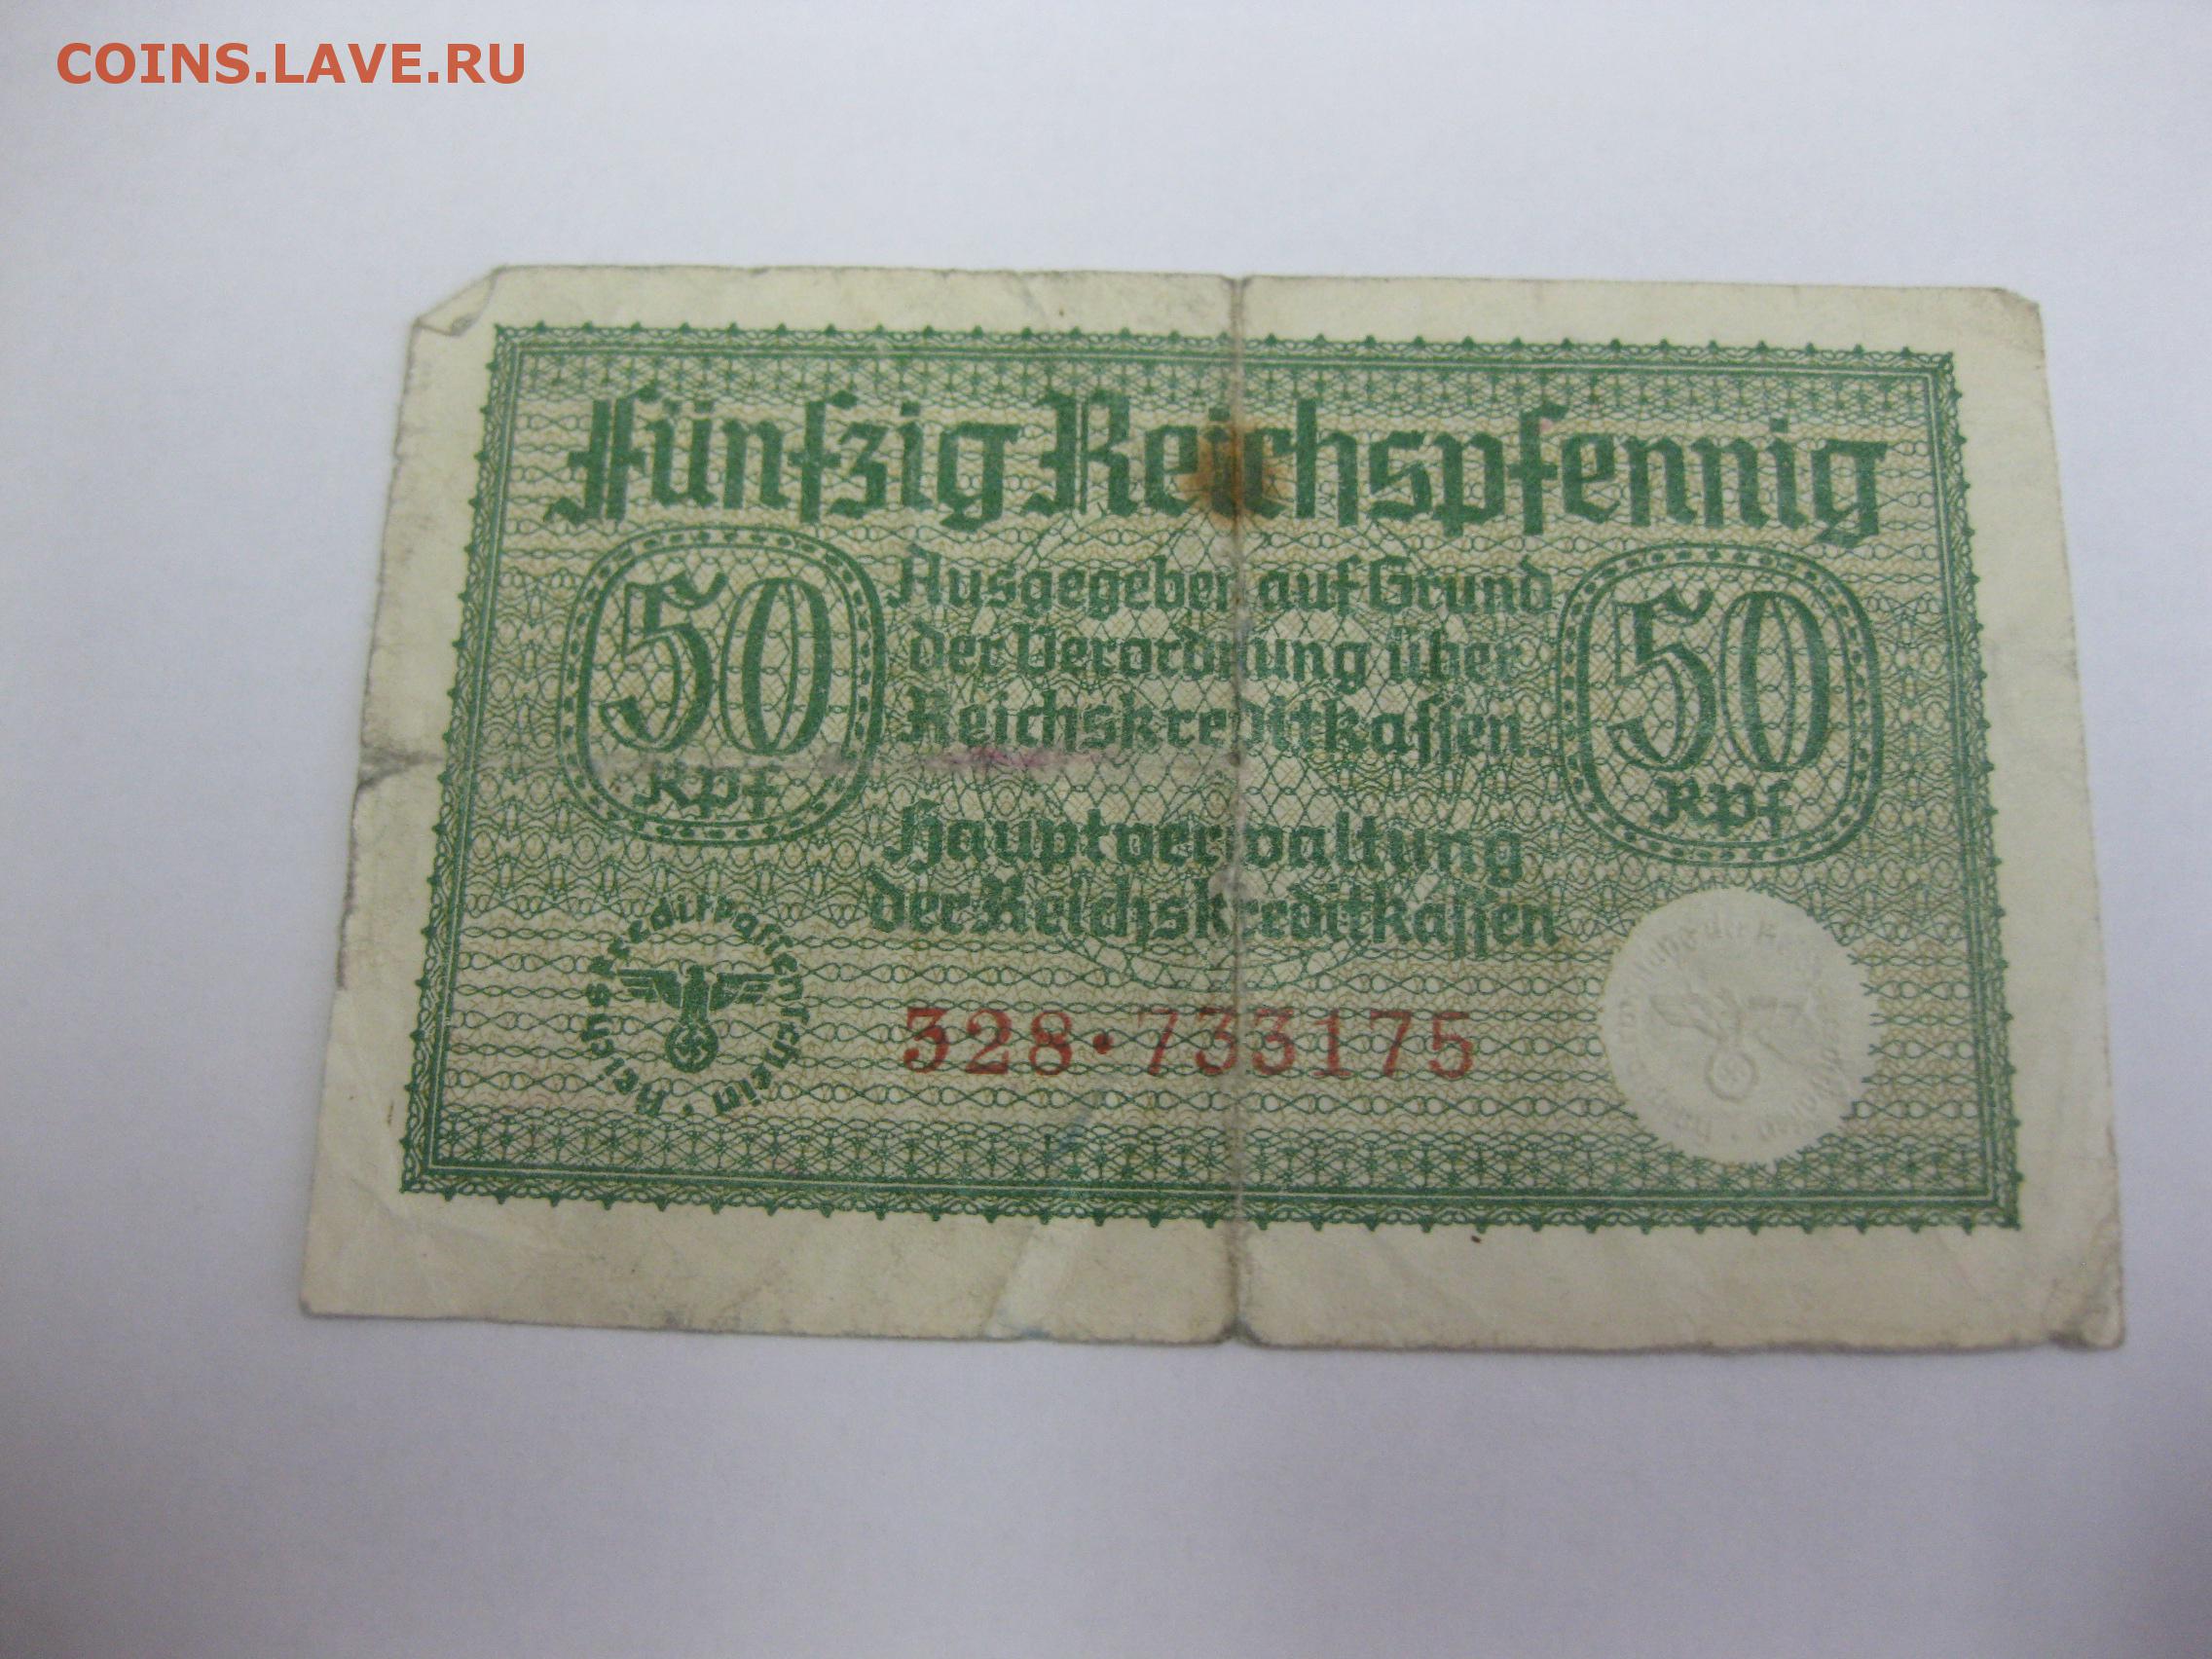 COINS.LAVE.RU
Fünfzig Reichspfennig
50
Rpf
Ausgegeben auf Grund
der Verordnung über
Reichskreditkassen.
50
Rpf
Hauptverwaltung
der Reichskreditkassen
Reichskreditkassenschein
328·733175